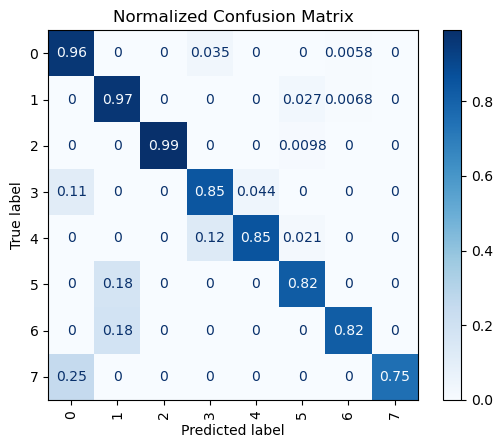 Normalized Confusion Matrix
0 0.96 0 0 0.035 0 0 0.0058 0
1 0 0.97 0 0 0 0.027 0.0068 0
2 0 0 0.99 0 0 0.0098 0 0
3 0.11 0 0 0.85 0.044 0 0 0
4 0 0 0 0.12 0.85 0.021 0 0
5 0 0.18 0 0 0 0.82 0 0
6 0 0.18 0 0 0 0 0.82 0
7 0.25 0 0 0 0 0 0 0.75
0 1 2 3 4 5 6 7
Predicted label
True label
0.8
0.6
0.4
0.2
0.0